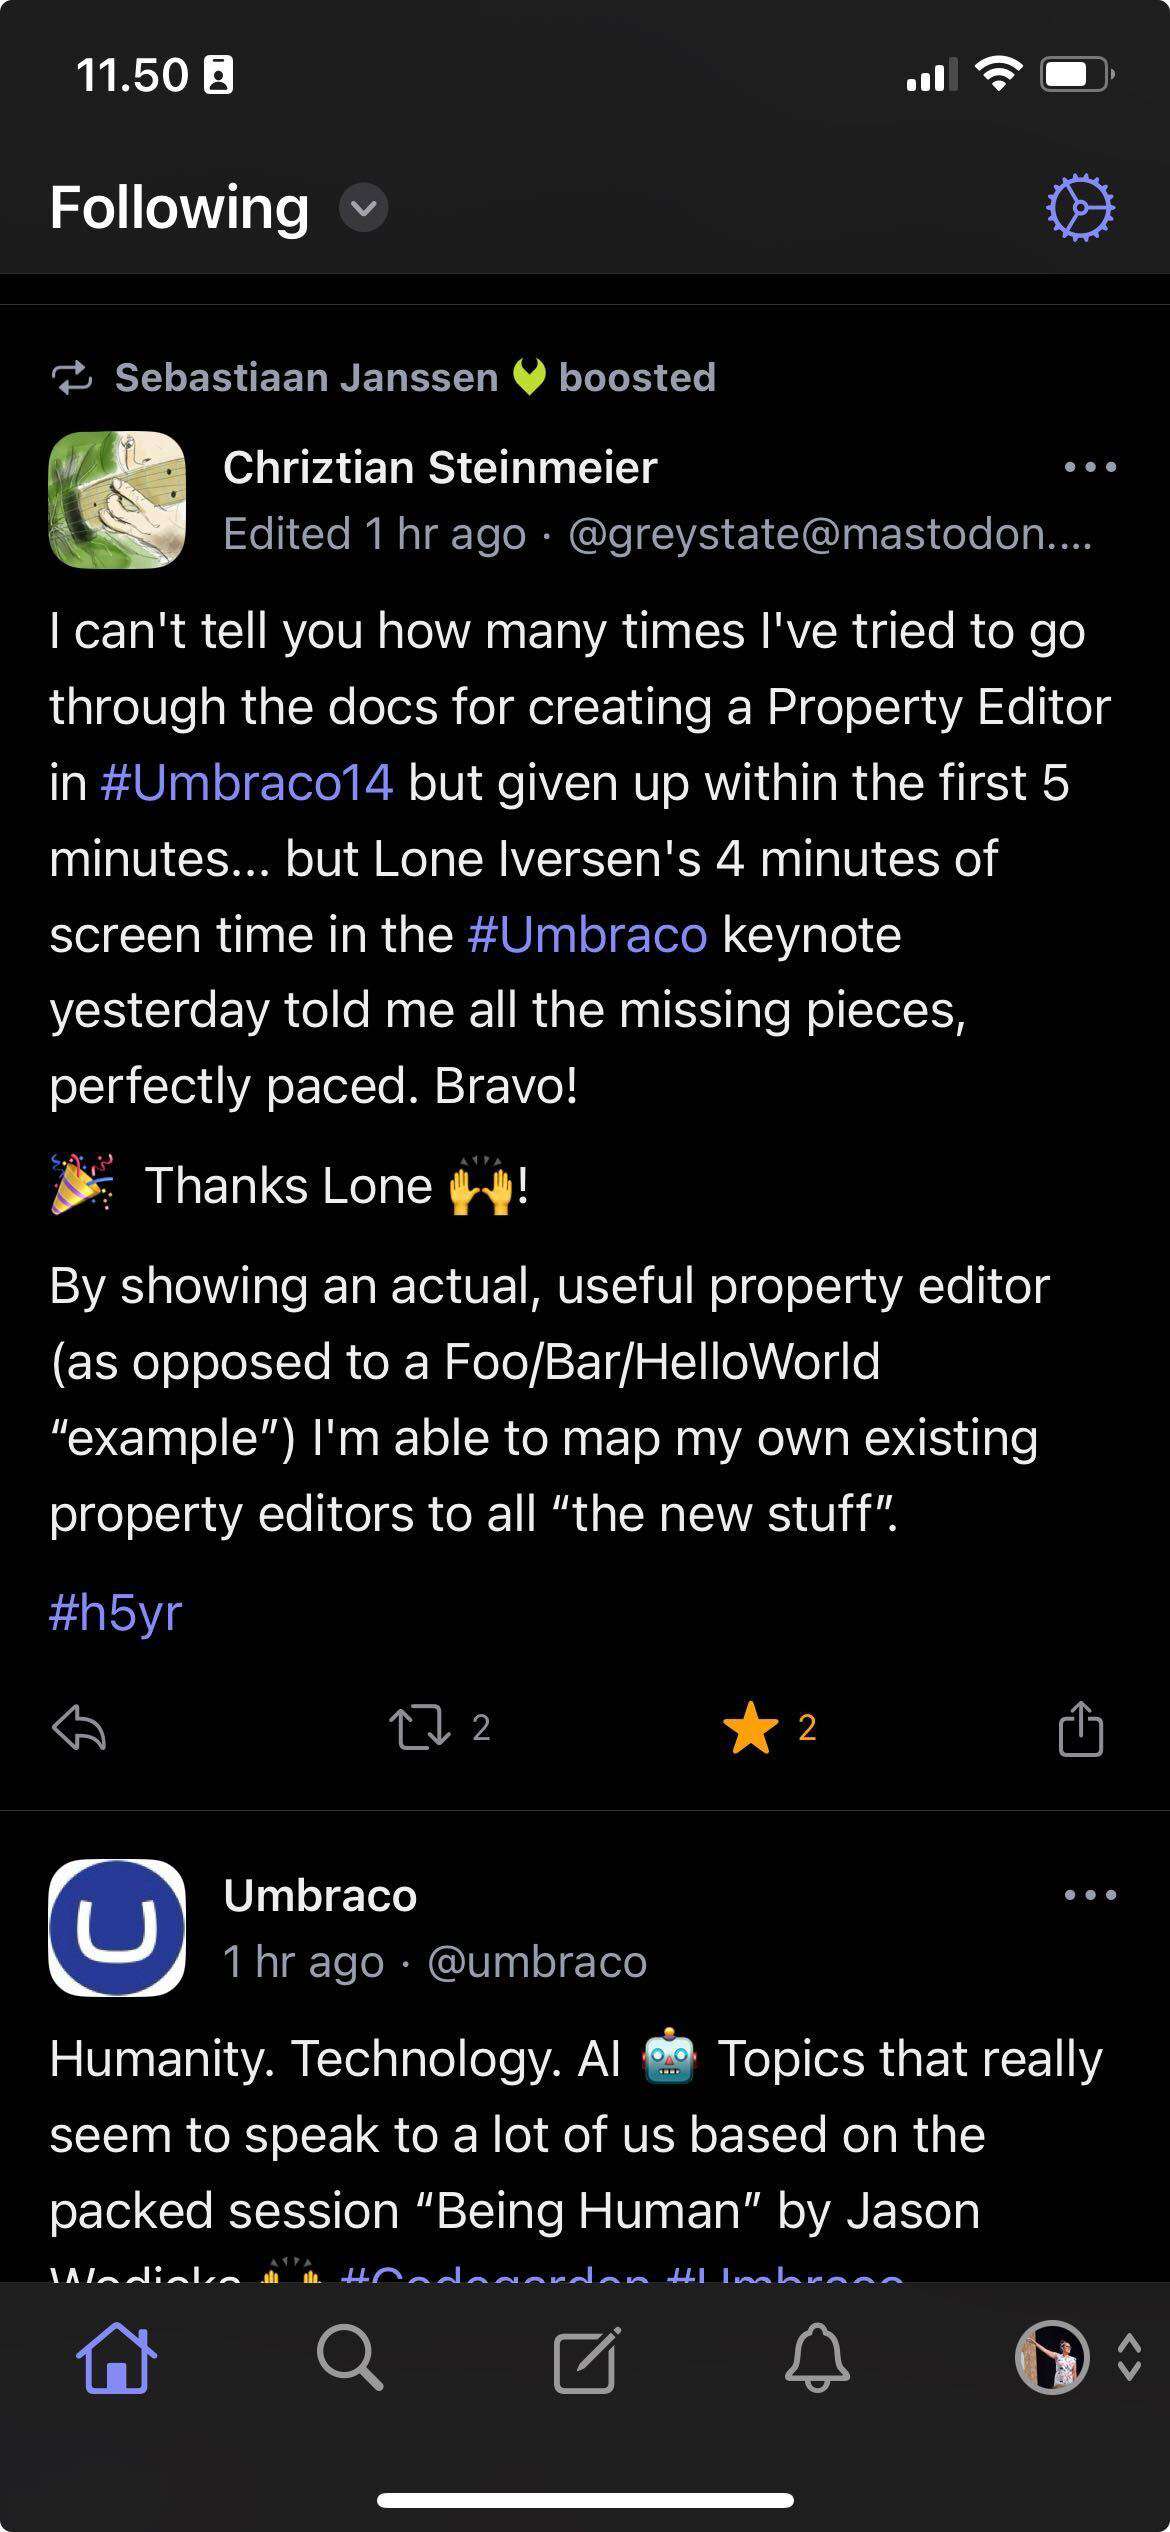 11.50
Following
Sebastiaan Janssen boosted
Chriztian Steinmeier
Edited 1 hr ago · @greystate@mastodon....
I can't tell you how many times I've tried to go
through the docs for creating a Property Editor
in #Umbraco14 but given up within the first 5
minutes... but Lone Iversen's 4 minutes of
screen time in the #Umbraco keynote
yesterday told me all the missing pieces,
perfectly paced. Bravo!
🎉 Thanks Lone 🙌!
By showing an actual, useful property editor
(as opposed to a Foo/Bar/HelloWorld
“example”) I'm able to map my own existing
property editors to all “the new stuff”.
#h5yr
2
2
Umbraco
1 hr ago · @umbraco
Humanity. Technology. AI 🤖 Topics that really
seem to speak to a lot of us based on the
packed session “Being Human” by Jason
🙌 #Codegarden #Umbraco